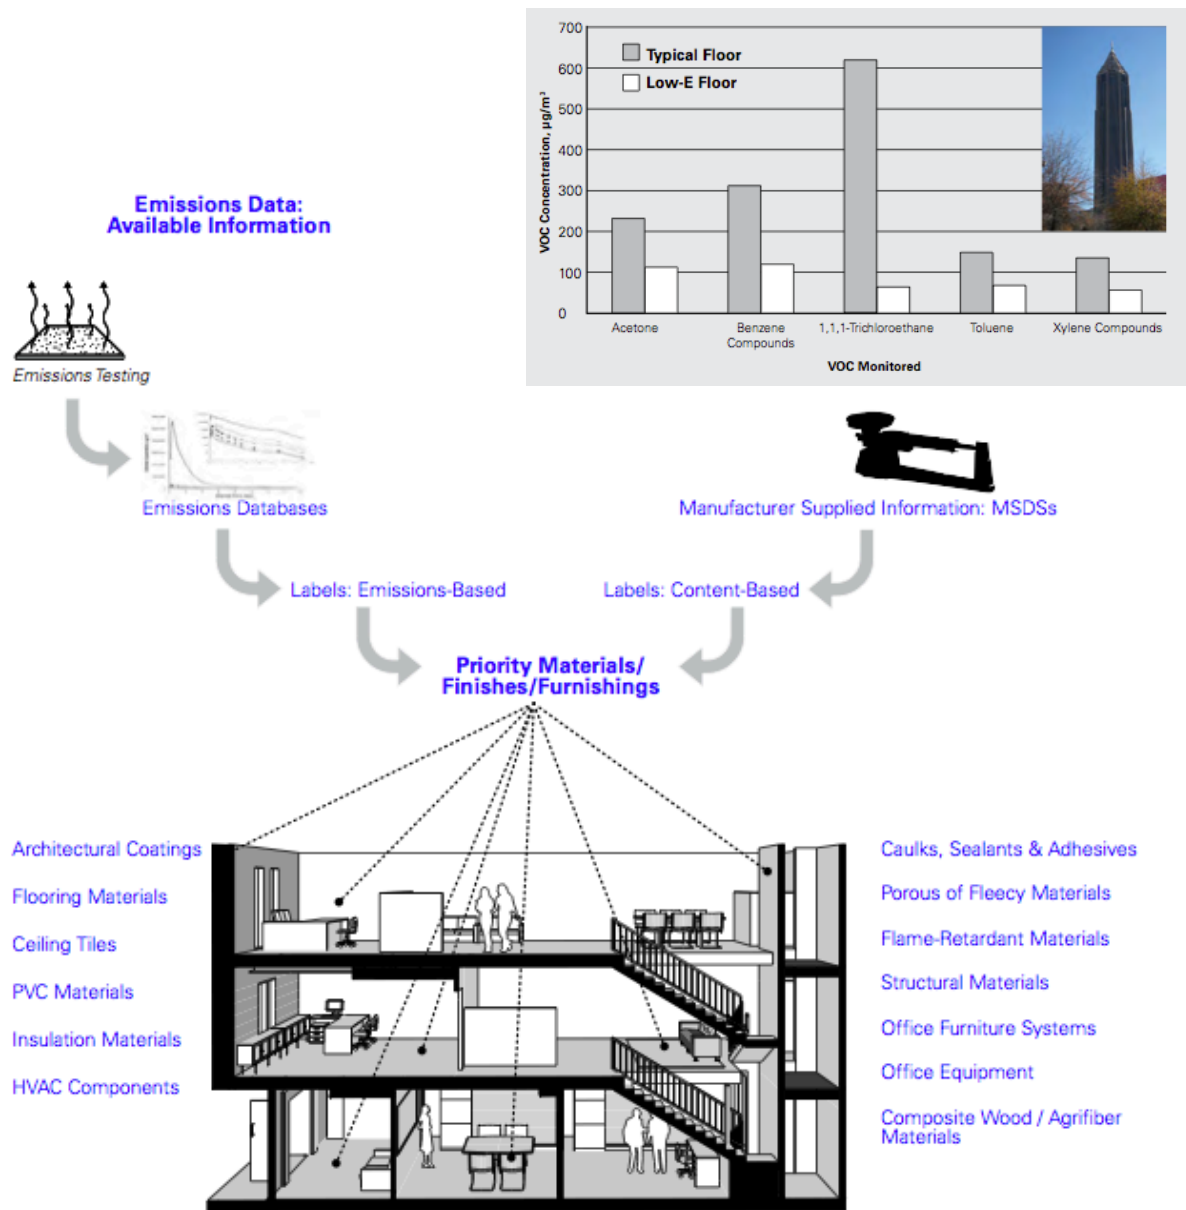 700
600
500
400
300
200
100
0
VOC Concentration, µg/m³
Typical Floor
Low-E Floor
Acetone
Benzene
Compounds
1,1,1-Trichloroethane
Toluene
Xylene Compounds
VOC Monitored
Emissions Data:
Available Information
Emissions Testing
Emissions Databases
Manufacturer Supplied Information: MSDSs
Labels: Emissions-Based
Labels: Content-Based
Priority Materials/
Finishes/Furnishings
Architectural Coatings
Flooring Materials
Ceiling Tiles
PVC Materials
Insulation Materials
HVAC Components
Caulks, Sealants & Adhesives
Porous of Fleecy Materials
Flame-Retardant Materials
Structural Materials
Office Furniture Systems
Office Equipment
Composite Wood / Agrifiber
Materials